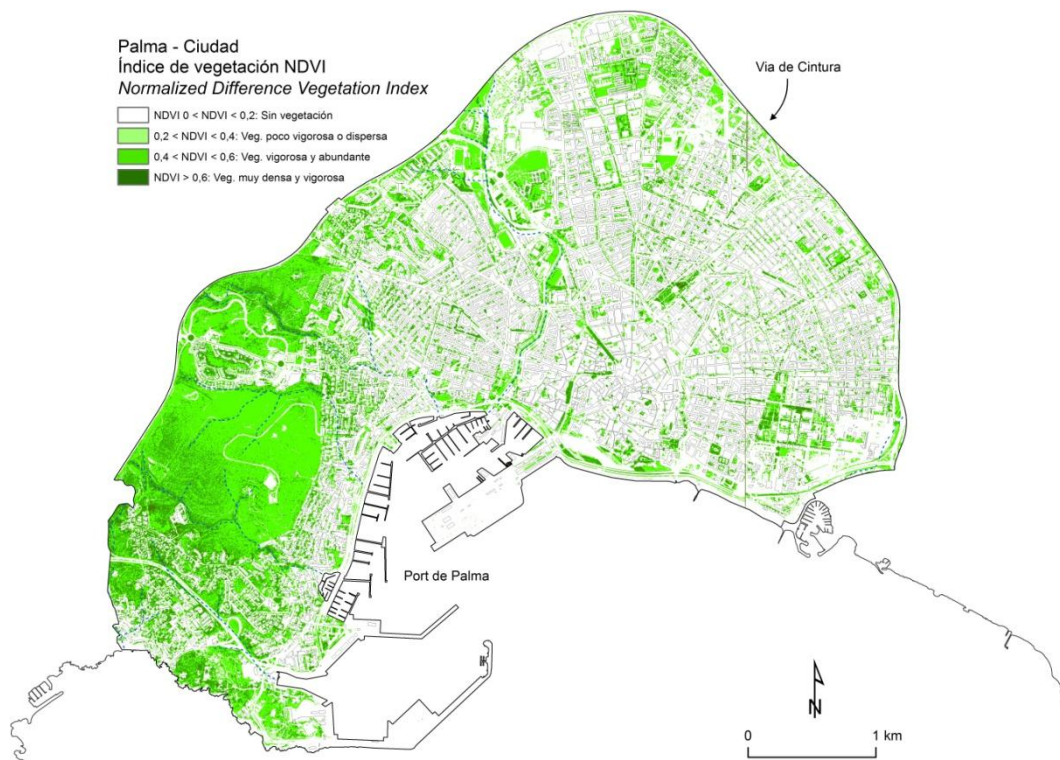 Palma - Ciudad
Índice de vegetación NDVI
Normalized Difference Vegetation Index
NDVI 0 < NDVI < 0,2: Sin vegetación
0,2 < NDVI < 0,4: Veg. poco vigorosa o dispersa
0,4 < NDVI < 0,6: Veg. vigorosa y abundante
NDVI > 0,6: Veg. muy densa y vigorosa
Via de Cintura
Port de Palma
N
0 1 km